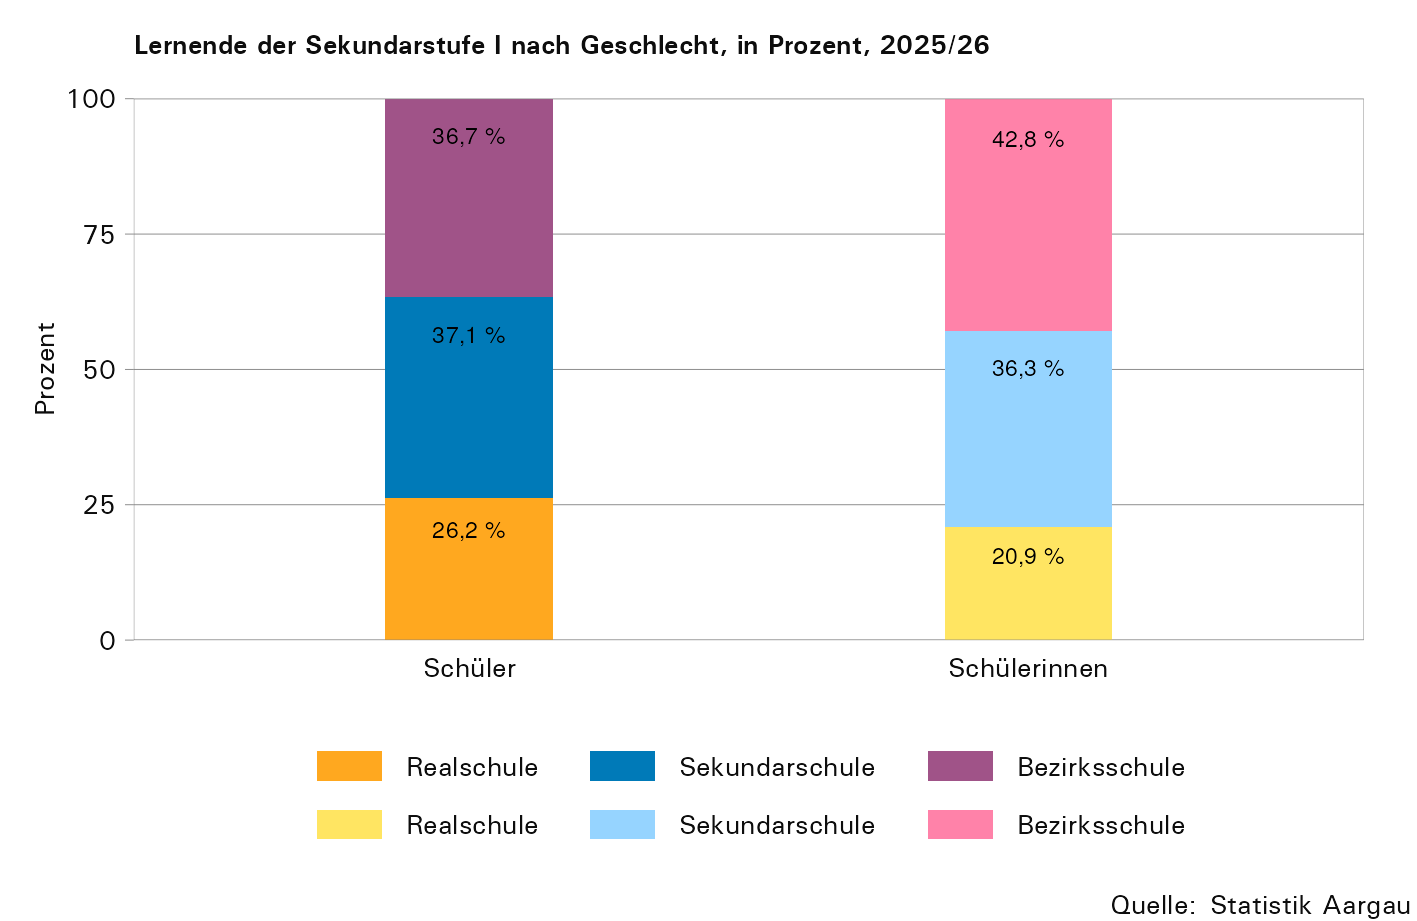 Lernende der Sekundarstufe I nach Geschlecht, in Prozent, 2025/26
100
75
50
25
0
Prozent
36,7 %
37,1 %
26,2 %
42,8 %
36,3 %
20,9 %
Schüler Schülerinnen
Realschule Sekundarschule Bezirksschule
Realschule Sekundarschule Bezirksschule
Quelle: Statistik Aargau